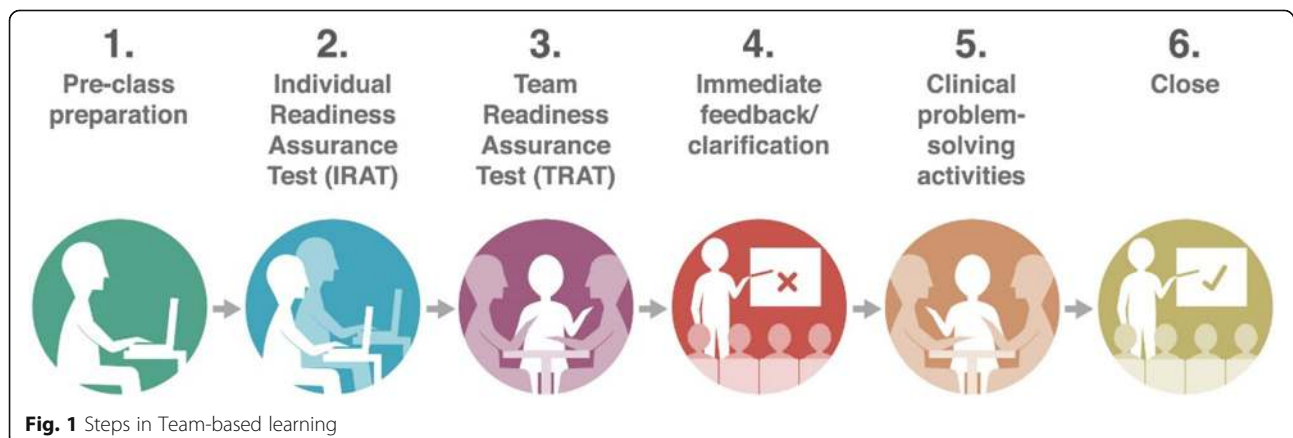 1.
Pre-class
preparation
2.
Individual
Readiness
Assurance
Test (IRAT)
3.
Team
Readiness
Assurance
Test (TRAT)
4.
Immediate
feedback/
clarification
5.
Clinical
problem-
solving
activities
6.
Close
Fig. 1 Steps in Team-based learning